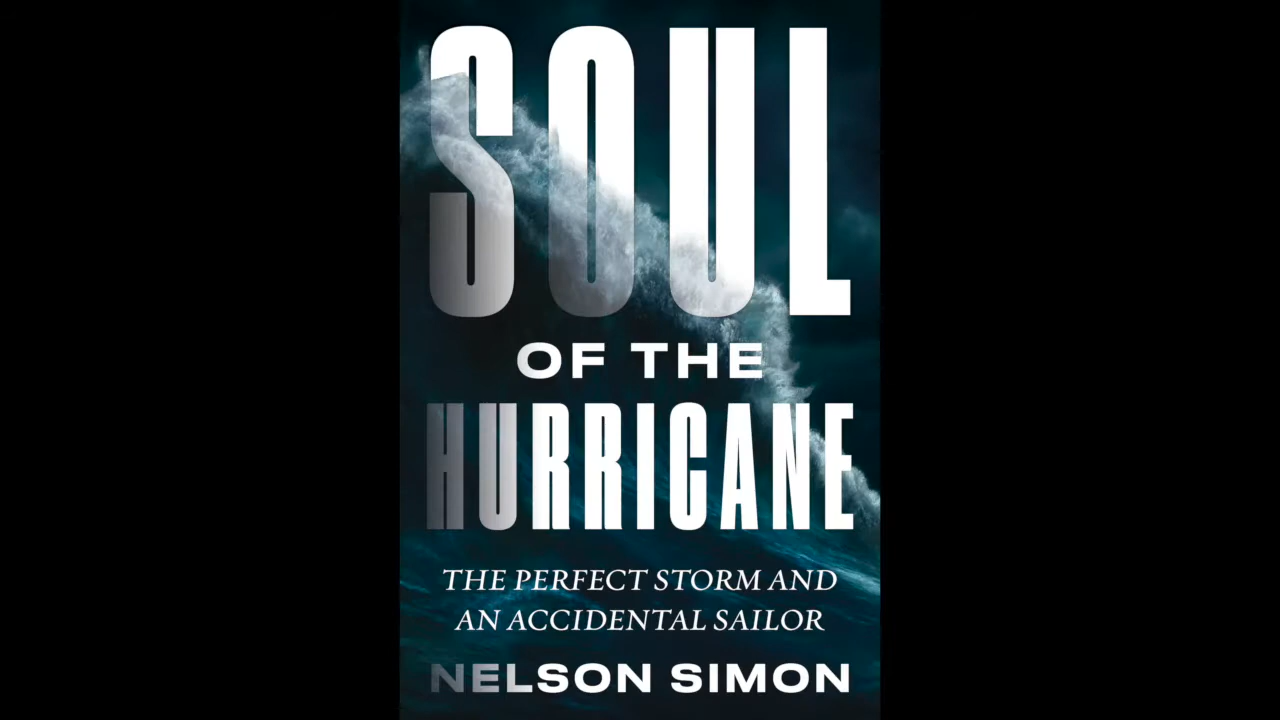 SOUL
OF THE
HURRICANE
THE PERFECT STORM AND
AN ACCIDENTAL SAILOR
NELSON SIMON